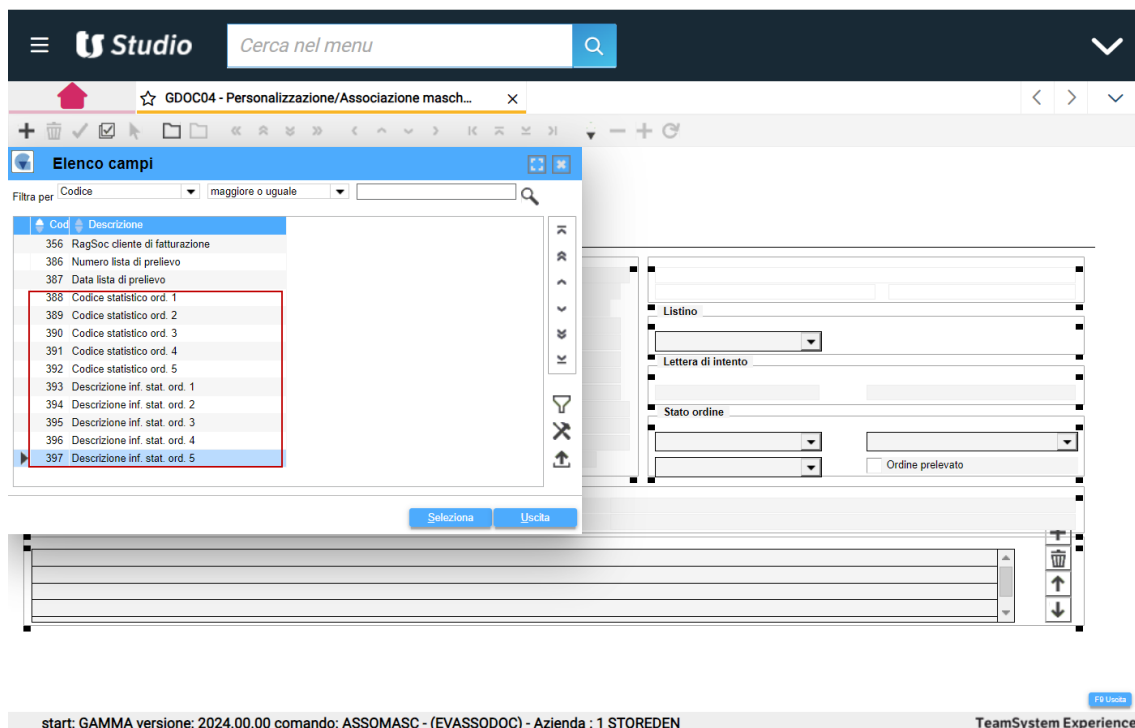 ts Studio
Cerca nel menu
GDOC04 - Personalizzazione/Associazione masch...
Elenco campi
Filtra per Codice maggiore o uguale
Cod Descrizione
356 RagSoc cliente di fatturazione
386 Numero lista di prelievo
387 Data lista di prelievo
388 Codice statistico ord. 1
389 Codice statistico ord. 2
390 Codice statistico ord. 3
391 Codice statistico ord. 4
392 Codice statistico ord. 5
393 Descrizione inf. stat. ord. 1
394 Descrizione inf. stat. ord. 2
395 Descrizione inf. stat. ord. 3
396 Descrizione inf. stat. ord. 4
397 Descrizione inf. stat. ord. 5
Seleziona Uscita
Listino
Lettera di intento
Stato ordine
Ordine prelevato
F9 Uscita
start: GAMMA versione: 2024.00.00 comando: ASSOMASC - (EVASSODOC) - Azienda : 1 STOREDEN
TeamSystem Experience